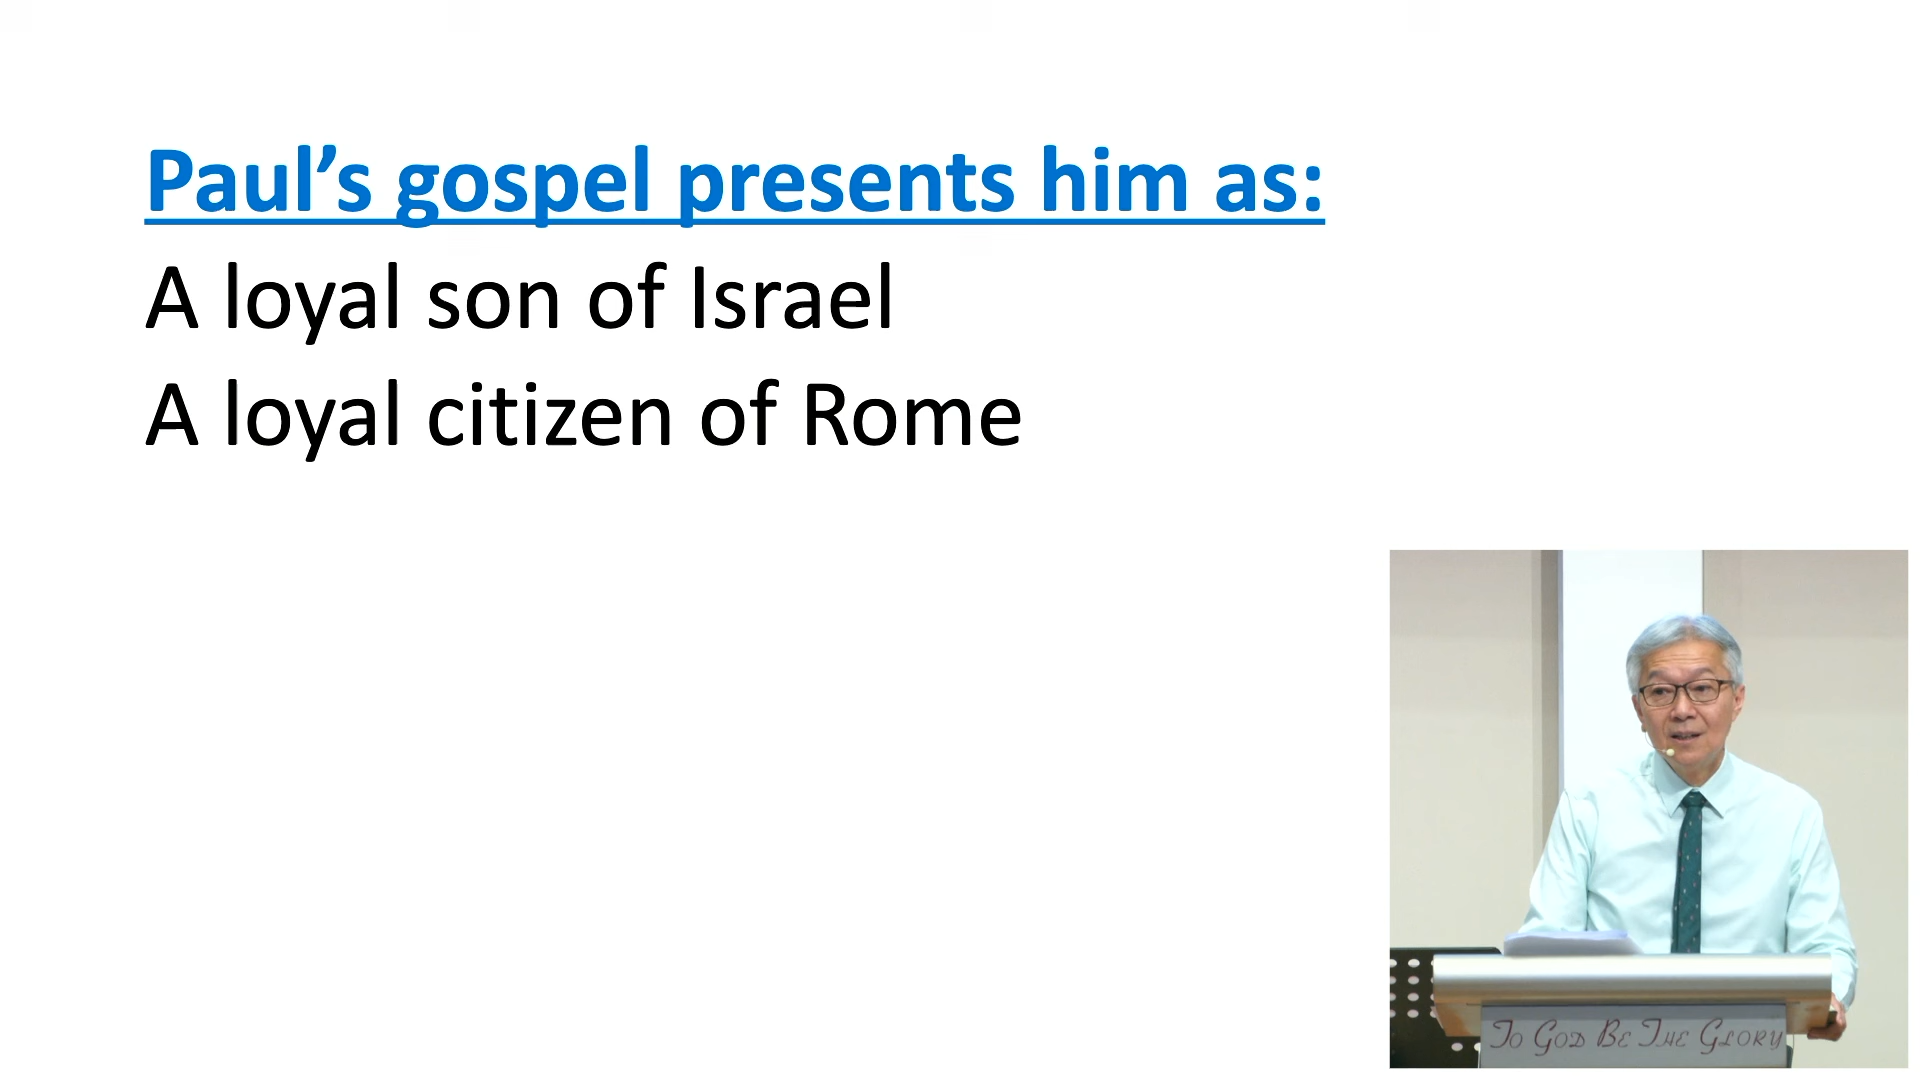 Paul’s gospel presents him as:
A loyal son of Israel
A loyal citizen of Rome
To God Be The Glory